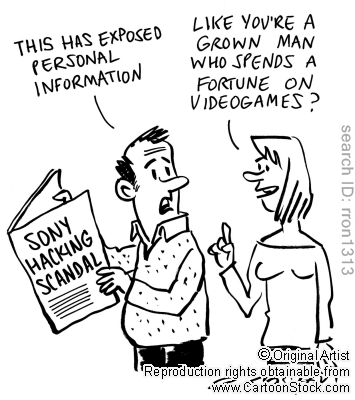 THIS HAS EXPOSED
PERSONAL
INFORMATION
LIKE YOU'RE A
GROWN MAN
WHO SPENDS A
FORTUNE ON
VIDEOGAMES?
SONY
HACKING
SCANDAL
search ID: rron1313
© Original Artist
Reproduction rights obtainable from
www.CartoonStock.com